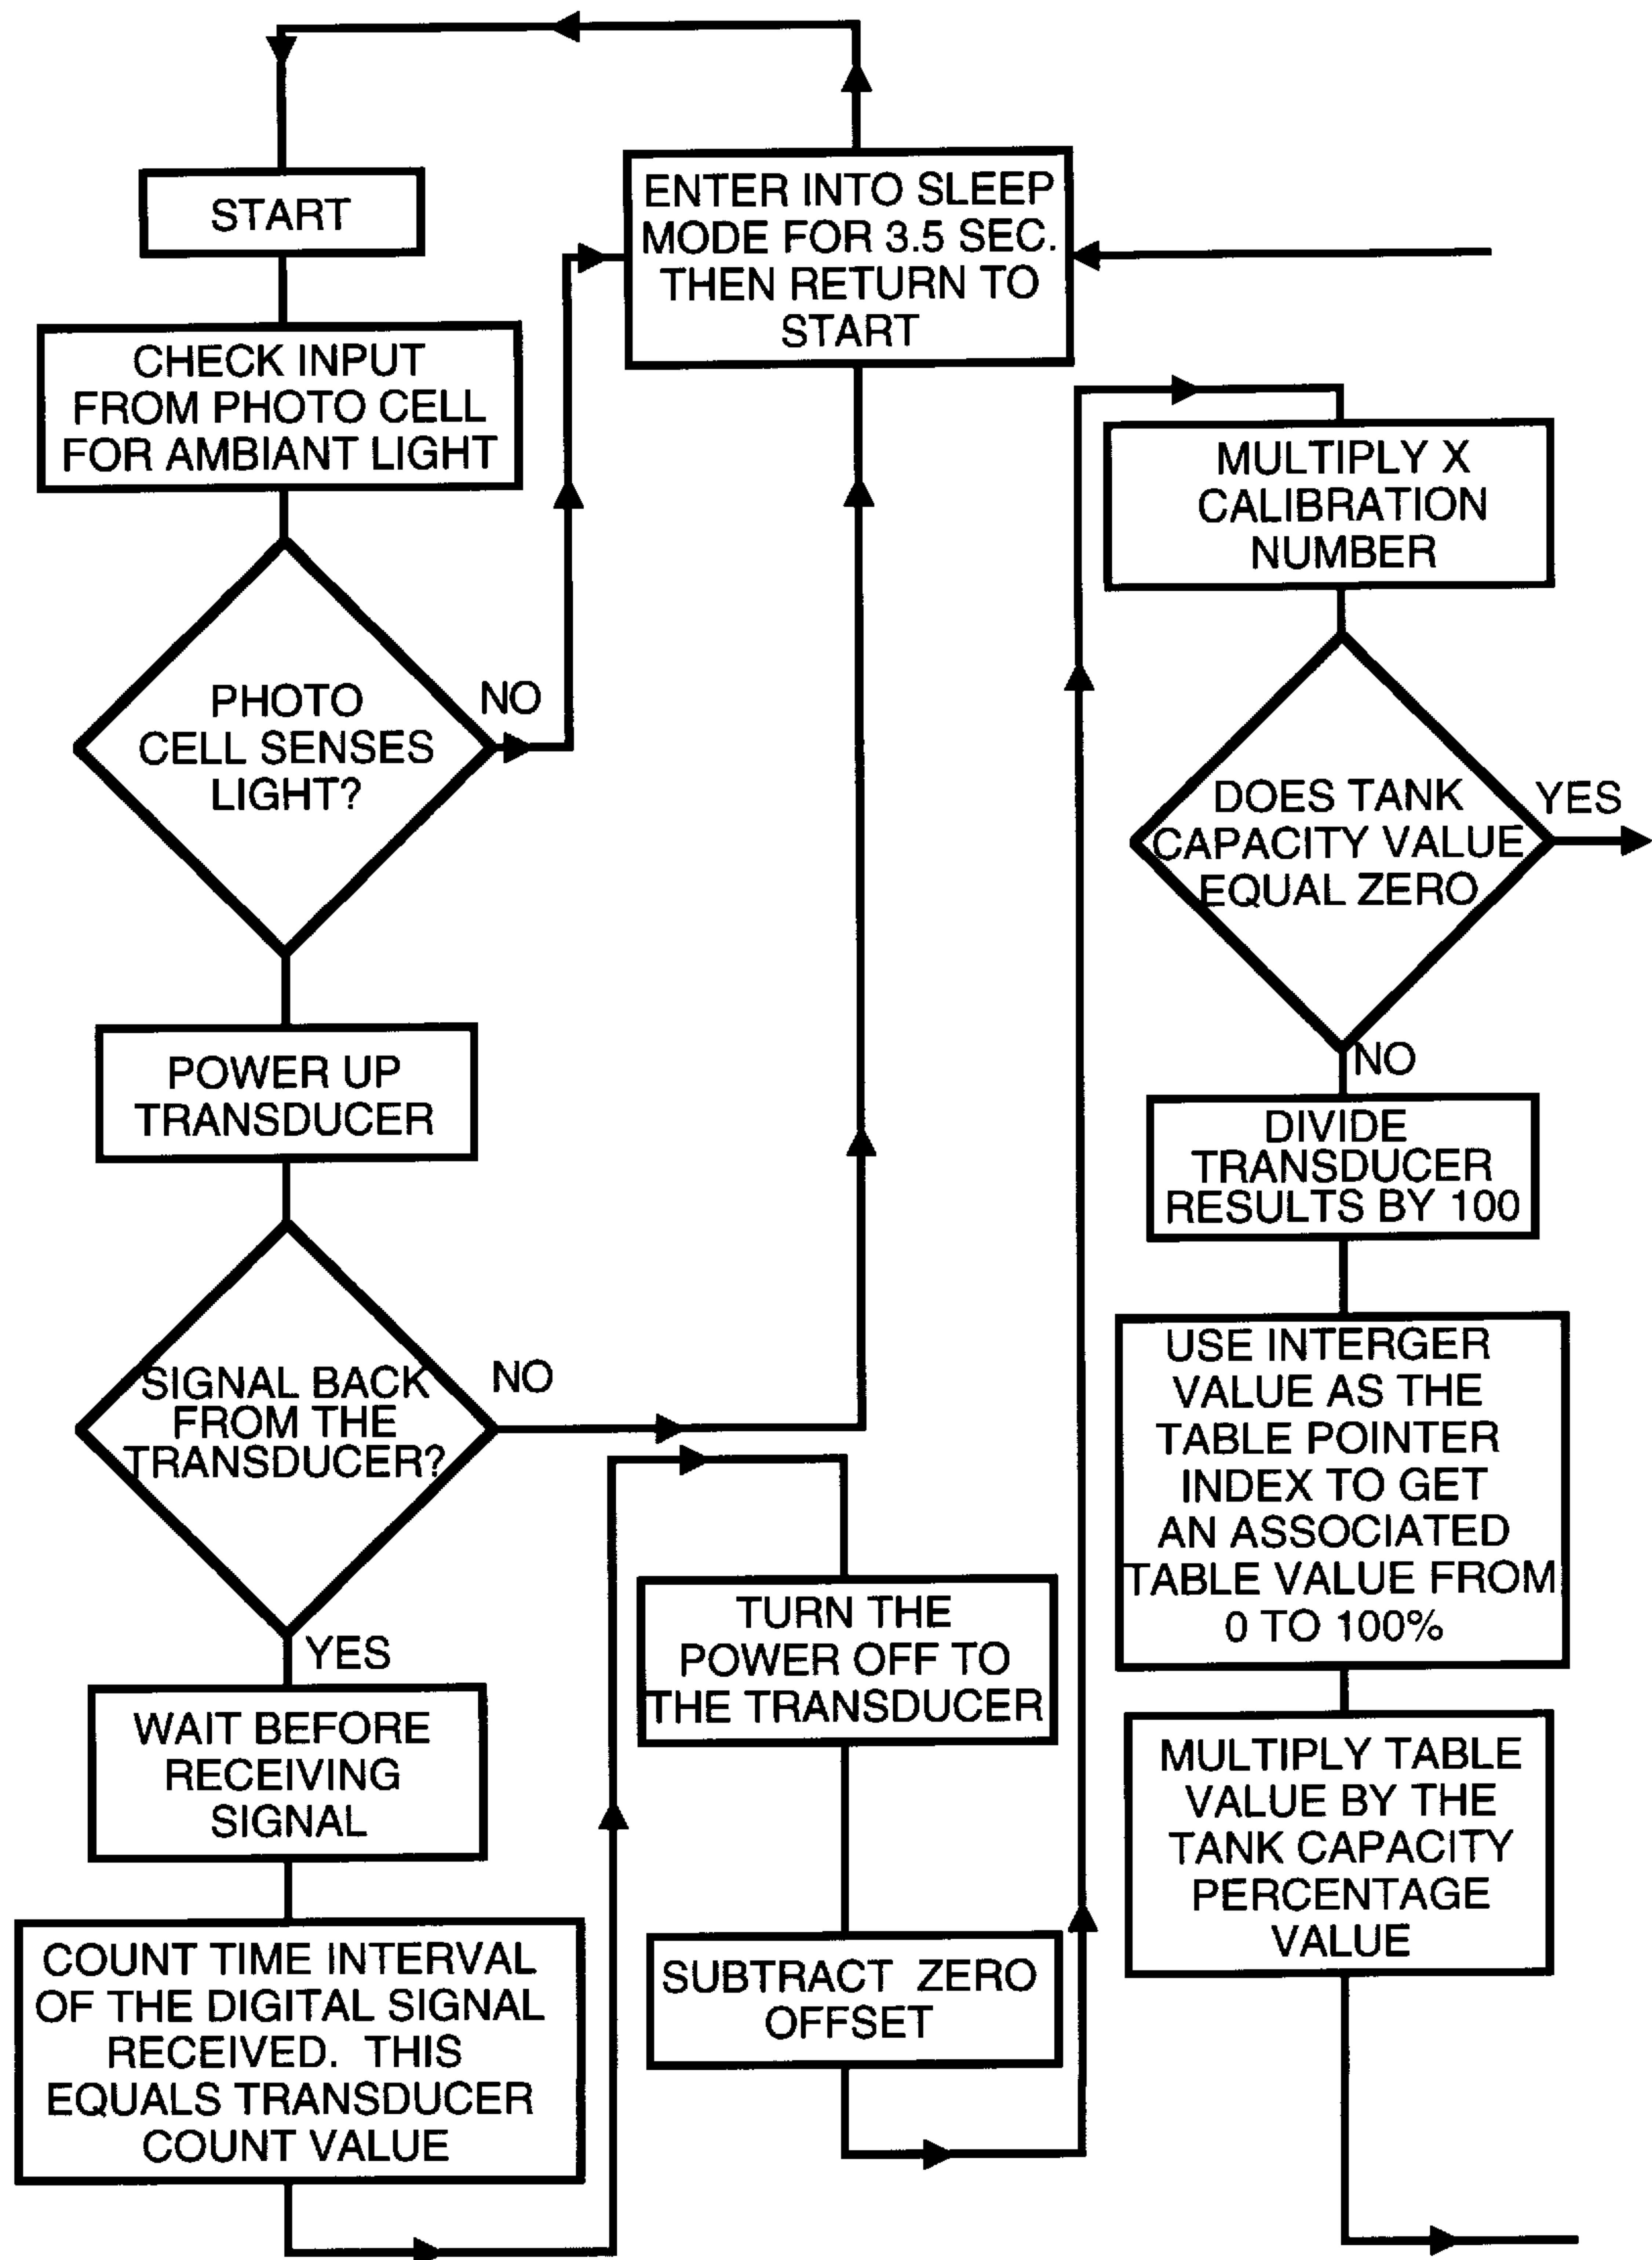 START
CHECK INPUT
FROM PHOTO CELL
FOR AMBIANT LIGHT
PHOTO
CELL SENSES
LIGHT?
NO
POWER UP
TRANSDUCER
SIGNAL BACK
FROM THE
TRANSDUCER?
NO
YES
WAIT BEFORE
RECEIVING
SIGNAL
COUNT TIME INTERVAL
OF THE DIGITAL SIGNAL
RECEIVED. THIS
EQUALS TRANSDUCER
COUNT VALUE
ENTER INTO SLEEP
MODE FOR 3.5 SEC.
THEN RETURN TO
START
TURN THE
POWER OFF TO
THE TRANSDUCER
SUBTRACT ZERO
OFFSET
MULTIPLY X
CALIBRATION
NUMBER
DOES TANK
CAPACITY VALUE
EQUAL ZERO
YES
NO
DIVIDE
TRANSDUCER
RESULTS BY 100
USE INTERGER
VALUE AS THE
TABLE POINTER
INDEX TO GET
AN ASSOCIATED
TABLE VALUE FROM
0 TO 100%
MULTIPLY TABLE
VALUE BY THE
TANK CAPACITY
PERCENTAGE
VALUE